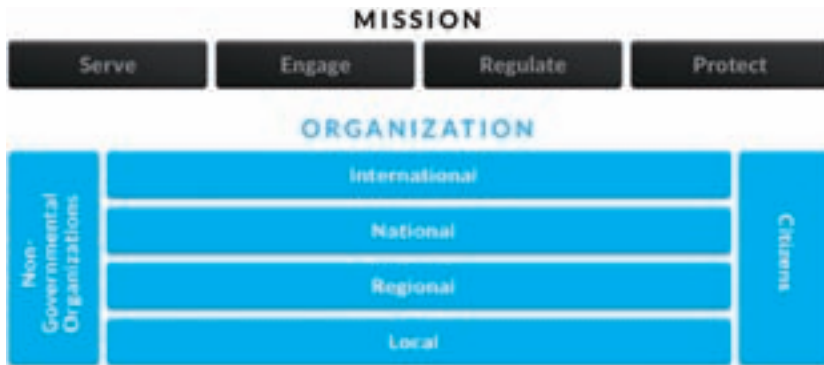 MISSION
Serve
Engage
Regulate
Protect
ORGANIZATION
Non-
Governmental
Organizations
International
National
Regional
Local
Citizens